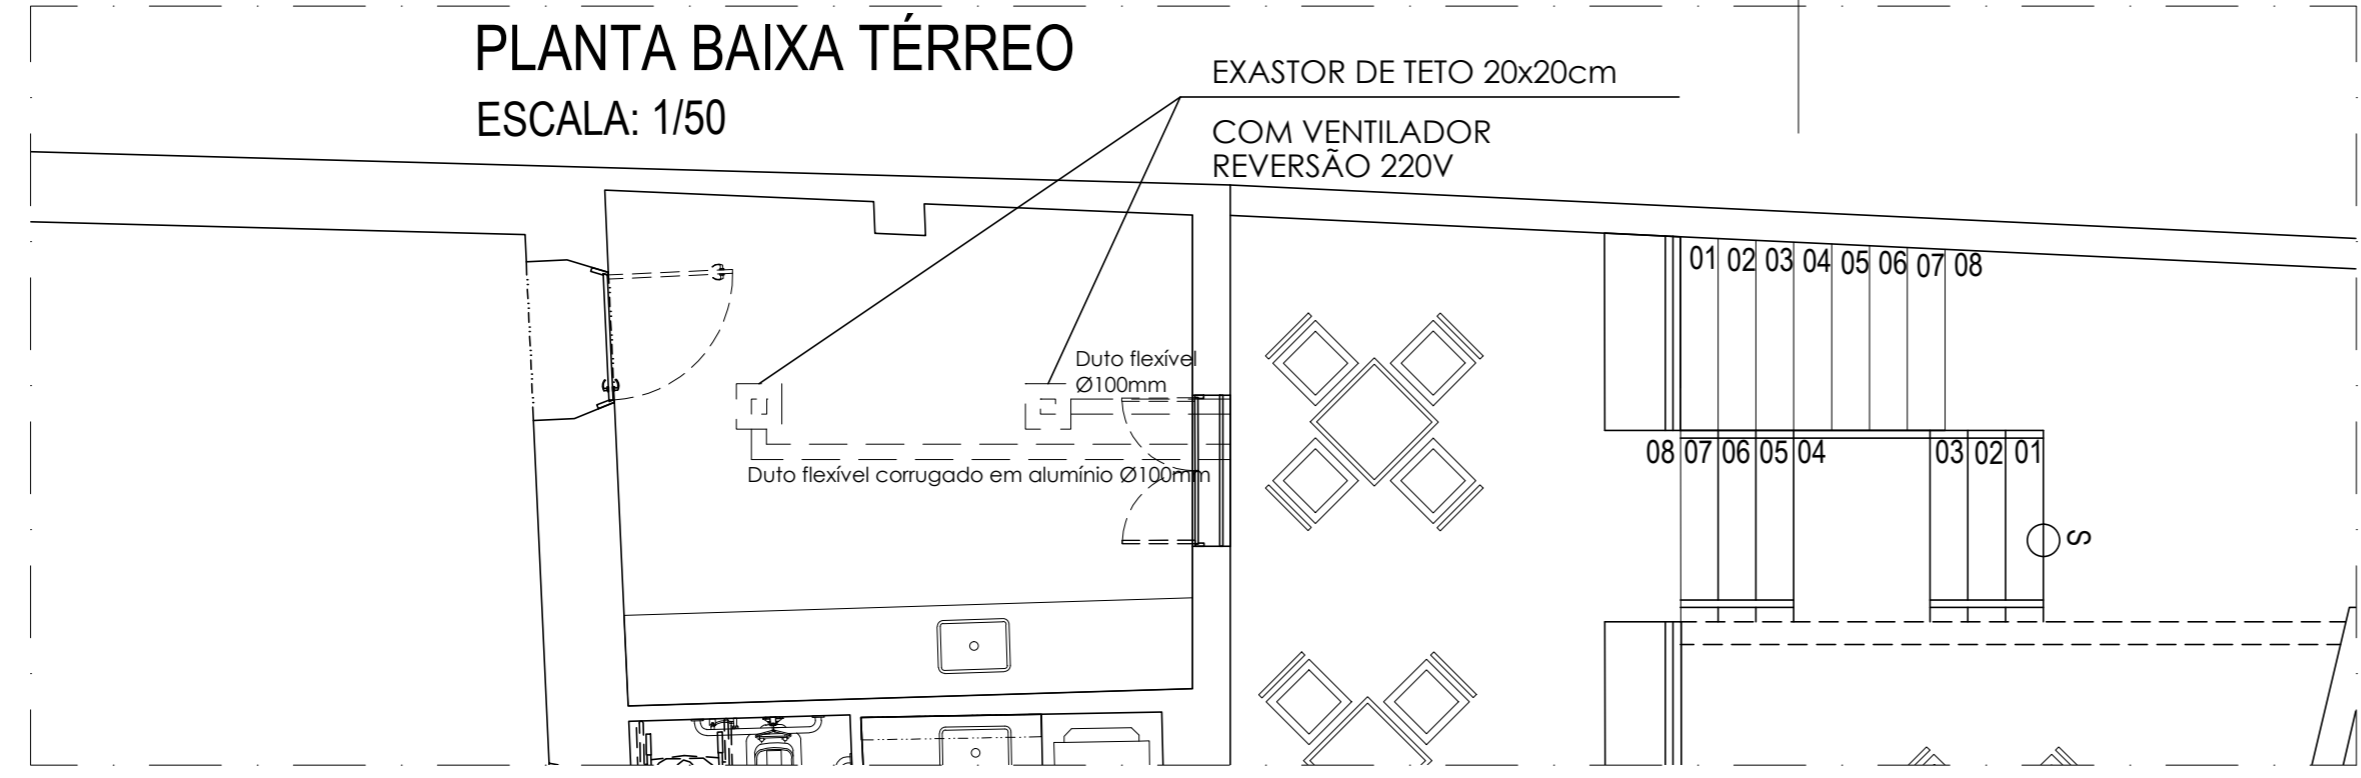 PLANTA BAIXA TÉRREO
ESCALA: 1/50
EXASTOR DE TETO 20x20cm
COM VENTILADOR
REVERSÃO 220V
01 02 03 04 05 06 07 08
Duto flexível
Ø100mm
08 07 06 05 04 03 02 01
Duto flexível corrugado em alumínio Ø100mm
S